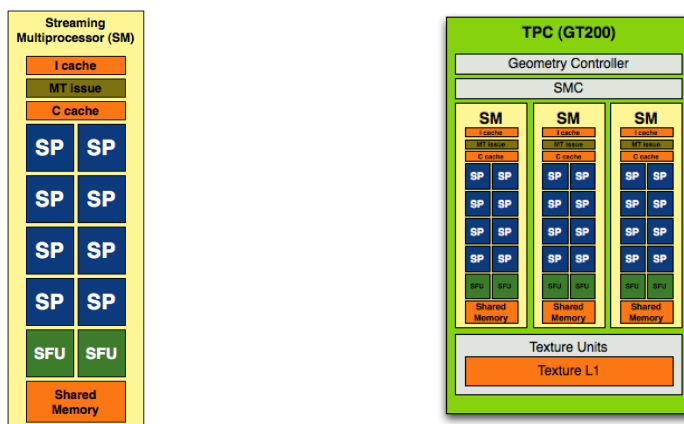 Streaming
Multiprocessor (SM)
I cache
MT issue
C cache
SP SP
SP SP
SP SP
SP SP
SFU SFU
Shared
Memory
TPC (GT200)
Geometry Controller
SMC
SM
I cache
MT issue
C cache
SP SP
SP SP
SP SP
SP SP
SFU SFU
Shared
Memory
SM
I cache
MT issue
C cache
SP SP
SP SP
SP SP
SP SP
SFU SFU
Shared
Memory
SM
I cache
MT issue
C cache
SP SP
SP SP
SP SP
SP SP
SFU SFU
Shared
Memory
Texture Units
Texture L1